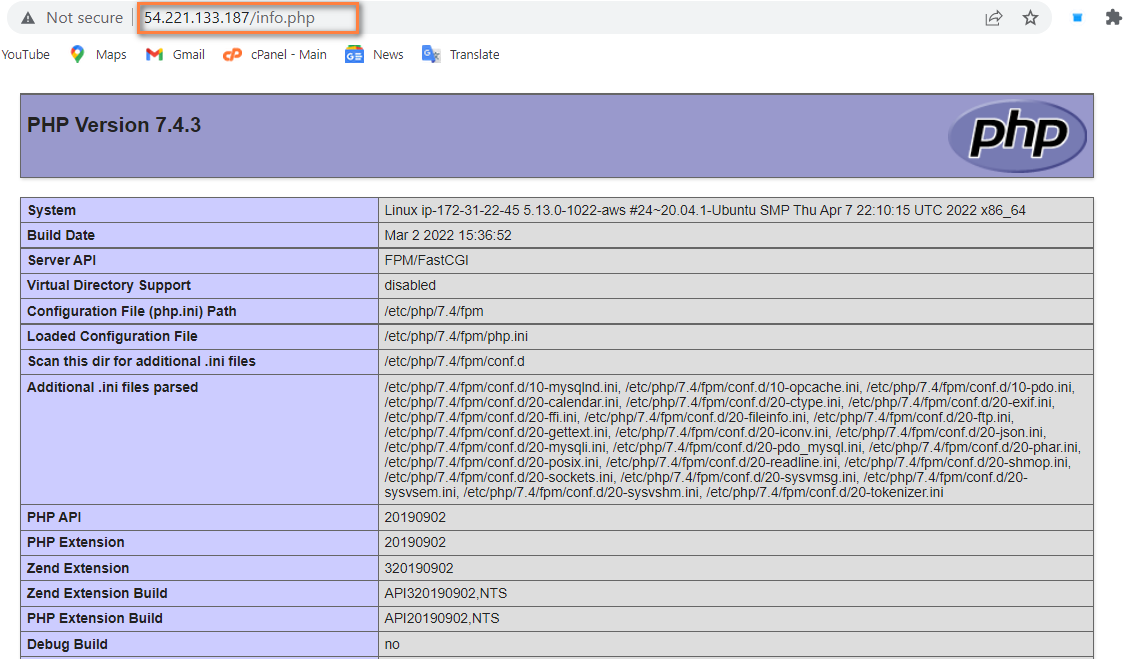 Not secure 54.221.133.187/info.php
YouTube Maps Gmail cPanel - Main News Translate
PHP Version 7.4.3
php
System Linux ip-172-31-22-45 5.13.0-1022-aws #24~20.04.1-Ubuntu SMP Thu Apr 7 22:10:15 UTC 2022 x86_64
Build Date Mar 2 2022 15:36:52
Server API FPM/FastCGI
Virtual Directory Support disabled
Configuration File (php.ini) Path /etc/php/7.4/fpm
Loaded Configuration File /etc/php/7.4/fpm/php.ini
Scan this dir for additional .ini files /etc/php/7.4/fpm/conf.d
Additional .ini files parsed /etc/php/7.4/fpm/conf.d/10-mysqlnd.ini, /etc/php/7.4/fpm/conf.d/10-opcache.ini, /etc/php/7.4/fpm/conf.d/10-pdo.ini,
/etc/php/7.4/fpm/conf.d/20-calendar.ini, /etc/php/7.4/fpm/conf.d/20-ctype.ini, /etc/php/7.4/fpm/conf.d/20-exif.ini,
/etc/php/7.4/fpm/conf.d/20-ffi.ini, /etc/php/7.4/fpm/conf.d/20-fileinfo.ini, /etc/php/7.4/fpm/conf.d/20-ftp.ini,
/etc/php/7.4/fpm/conf.d/20-gettext.ini, /etc/php/7.4/fpm/conf.d/20-iconv.ini, /etc/php/7.4/fpm/conf.d/20-json.ini,
/etc/php/7.4/fpm/conf.d/20-mysqli.ini, /etc/php/7.4/fpm/conf.d/20-pdo_mysql.ini, /etc/php/7.4/fpm/conf.d/20-phar.ini,
/etc/php/7.4/fpm/conf.d/20-posix.ini, /etc/php/7.4/fpm/conf.d/20-readline.ini, /etc/php/7.4/fpm/conf.d/20-shmop.ini,
/etc/php/7.4/fpm/conf.d/20-sockets.ini, /etc/php/7.4/fpm/conf.d/20-sysvmsg.ini, /etc/php/7.4/fpm/conf.d/20-
sysvsem.ini, /etc/php/7.4/fpm/conf.d/20-sysvshm.ini, /etc/php/7.4/fpm/conf.d/20-tokenizer.ini
PHP API 20190902
PHP Extension 20190902
Zend Extension 320190902
Zend Extension Build API320190902,NTS
PHP Extension Build API20190902,NTS
Debug Build no